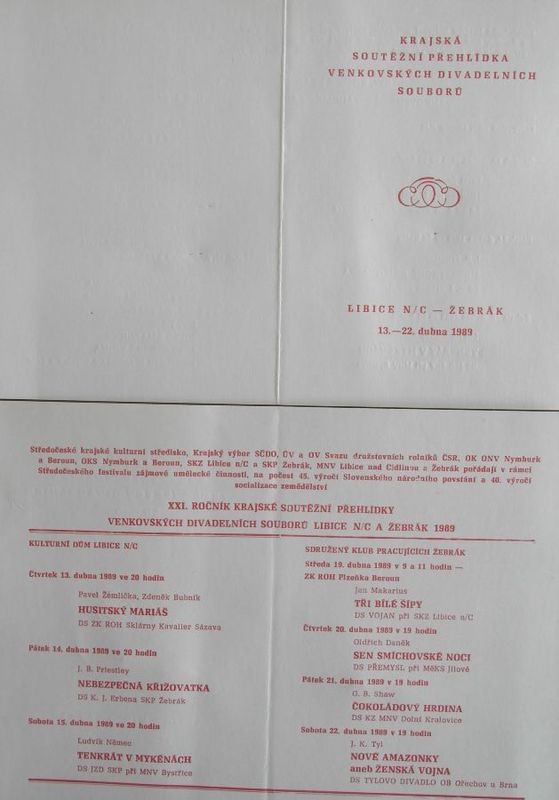 KRAJSKÁ
SOUTĚŽNÍ PŘEHLÍDKA
VENKOVSKÝCH DIVADELNÍCH
SOUBORŮ
LIBICE N/C — ŽEBRÁK
13.—22. dubna 1989
Středočeské krajské kulturní středisko, Krajský výbor SČDO, ÚV a OV Svazu družstevních rolníků ČSR, OK ONV Nymburk
a Beroun, OKS Nymburk a Beroun, SKZ Libice n/C a SKP Žebrák, MNV Libice nad Cidlinou a Žebrák pořádají v rámci
Středočeského festivalu zájmové umělecké činnosti, na počest 45. výročí Slovenského národního povstání a 40. výročí
socializace zemědělství
XXI. ROČNÍK KRAJSKÉ SOUTĚŽNÍ PŘEHLÍDKY
VENKOVSKÝCH DIVADELNÍCH SOUBORŮ LIBICE N/C A ŽEBRÁK 1989
KULTURNÍ DŮM LIBICE N/C
Čtvrtek 13. dubna 1989 ve 20 hodin
Pavel Žemlička, Zdeněk Bubník
HUSITSKÝ MARIÁŠ
DS ZK ROH Sklárny Kavalier Sázava
Pátek 14. dubna 1989 ve 20 hodin
J. B. Priestley
NEBEZPEČNÁ KŘIŽOVATKA
DS K. J. Erbena SKP Žebrák
Sobota 15. dubna 1989 ve 20 hodin
Ludvík Němec
TENKRÁT V MYKÉNÁCH
DS JZD SKP při MNV Bystřice
SDRUŽENÝ KLUB PRACUJÍCÍCH ŽEBRÁK
Středa 19. dubna 1989 v 9 a 11 hodin —
ZK ROH Plzeňka Beroun
Jan Makarius
TŘI BÍLÉ ŠÍPY
DS VOJAN při SKZ Libice n/C
Čtvrtek 20. dubna 1989 v 19 hodin
Oldřich Daněk
SEN SMÍCHOVSKÉ NOCI
DS PŘEMYSL při MěKS Jílové
Pátek 21. dubna 1989 v 19 hodin
G. B. Shaw
ČOKOLÁDOVÝ HRDINA
DS KZ MNV Dolní Kralovice
Sobota 22. dubna 1989 v 19 hodin
J. K. Tyl
NOVÉ AMAZONKY
aneb ŽENSKÁ VOJNA
DS TYLOVO DIVADLO OB Ořechov u Brna